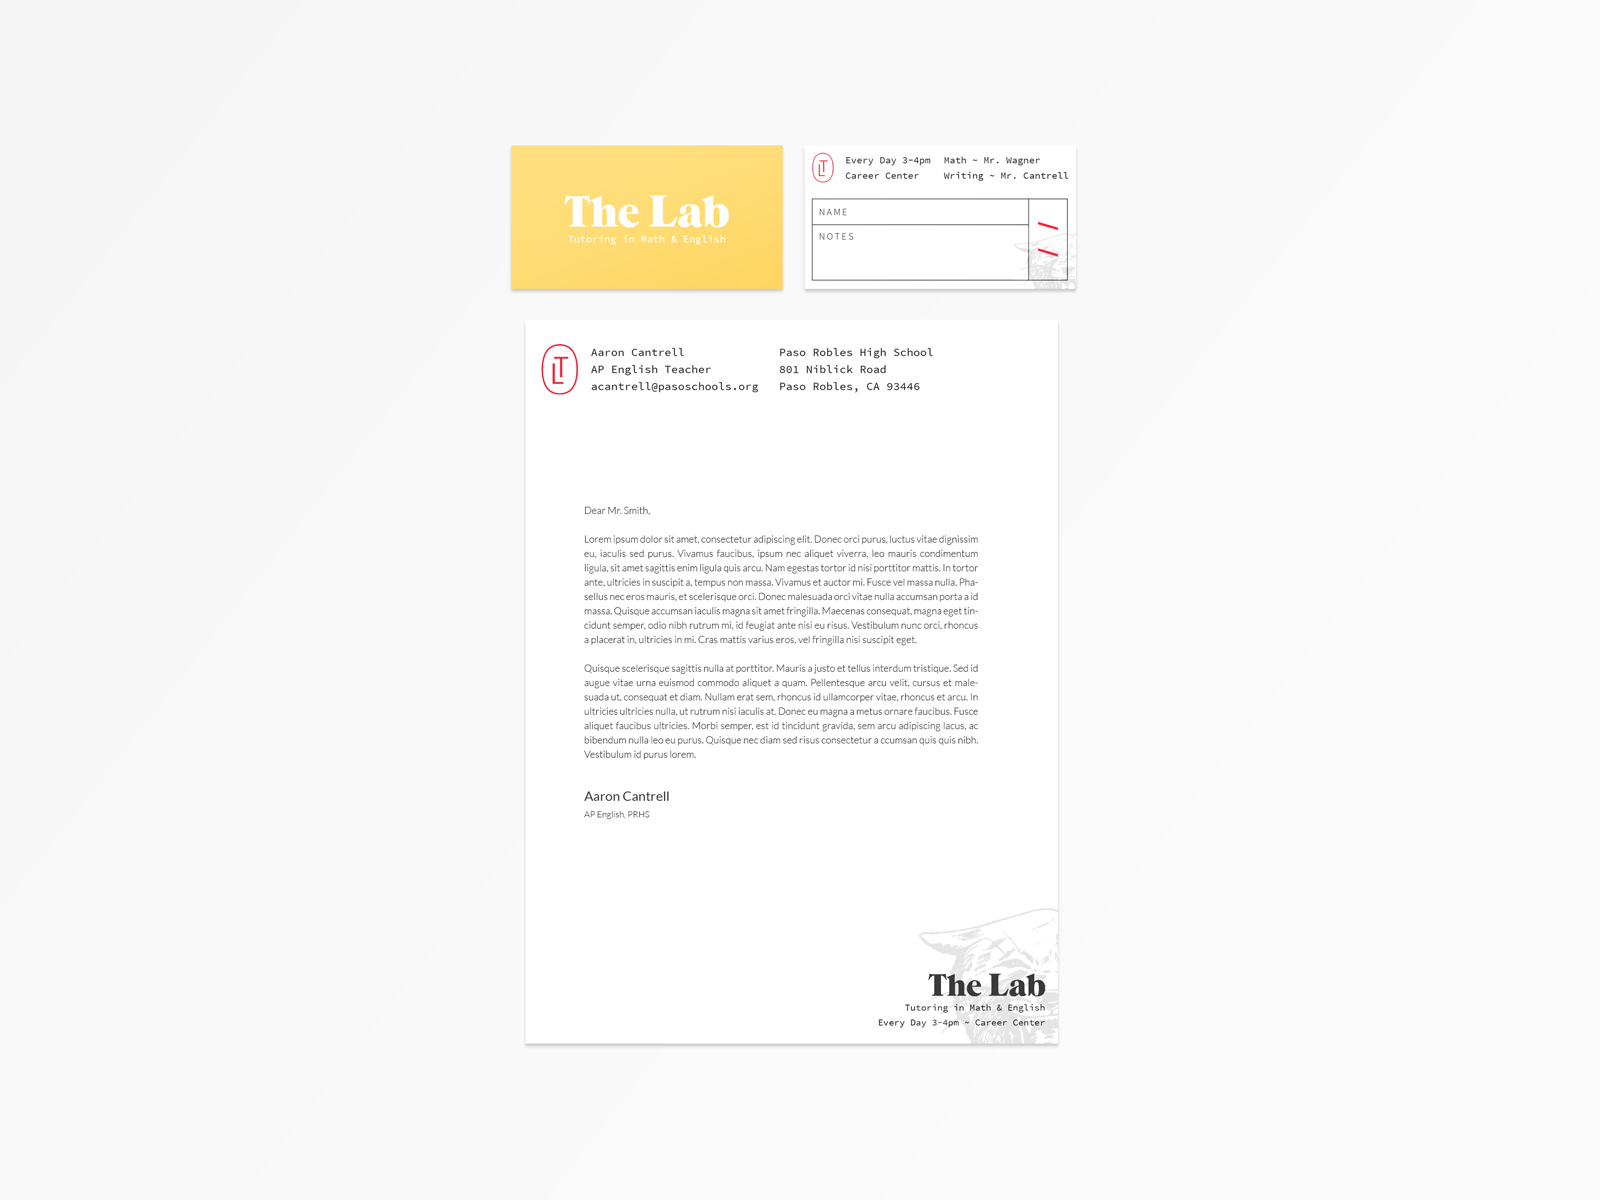 The Lab
Tutoring in Math & English
LT
Every Day 3-4pm
Career Center
Math ~ Mr. Wagner
Writing ~ Mr. Cantrell
NAME
NOTES
/
/
LT
Aaron Cantrell
AP English Teacher
acantrell@pasoschools.org
Paso Robles High School
801 Niblick Road
Paso Robles, CA 93446
Dear Mr. Smith,
Lorem ipsum dolor sit amet, consectetur adipiscing elit. Donec orci purus, luctus vitae dignissim
eu, iaculis sed purus. Vivamus faucibus, ipsum nec aliquet viverra, leo mauris condimentum
ligula, sit amet sagittis enim ligula quis arcu. Nam egestas tortor id nisi porttitor mattis. In tortor
ante, ultricies in suscipit a, tempus non massa. Vivamus et auctor mi. Fusce vel massa nulla. Pha-
sellus nec eros mauris, et scelerisque orci. Donec malesuada orci vitae nulla accumsan porta a id
massa. Quisque accumsan iaculis magna sit amet fringilla. Maecenas consequat, magna eget tin-
cidunt semper, odio nibh rutrum mi, id feugiat ante nisi eu risus. Vestibulum nunc orci, rhoncus
a placerat in, ultricies in mi. Cras mattis varius eros, vel fringilla nisi suscipit eget.
Quisque scelerisque sagittis nulla at porttitor. Mauris a justo et tellus interdum tristique. Sed id
augue vitae urna euismod commodo aliquet a quam. Pellentesque arcu velit, cursus et male-
suada ut, consequat et diam. Nullam erat sem, rhoncus id ullamcorper vitae, rhoncus et arcu. In
ultricies ultricies nulla, ut rutrum nisi iaculis at. Donec eu magna a metus ornare faucibus. Fusce
aliquet faucibus ultricies. Morbi semper, est id tincidunt gravida, sem arcu adipiscing lacus, ac
bibendum nulla leo eu purus. Quisque nec diam sed risus consectetur a ccumsan quis quis nibh.
Vestibulum id purus lorem.
Aaron Cantrell
AP English, PRHS
The Lab
Tutoring in Math & English
Every Day 3-4pm ~ Career Center